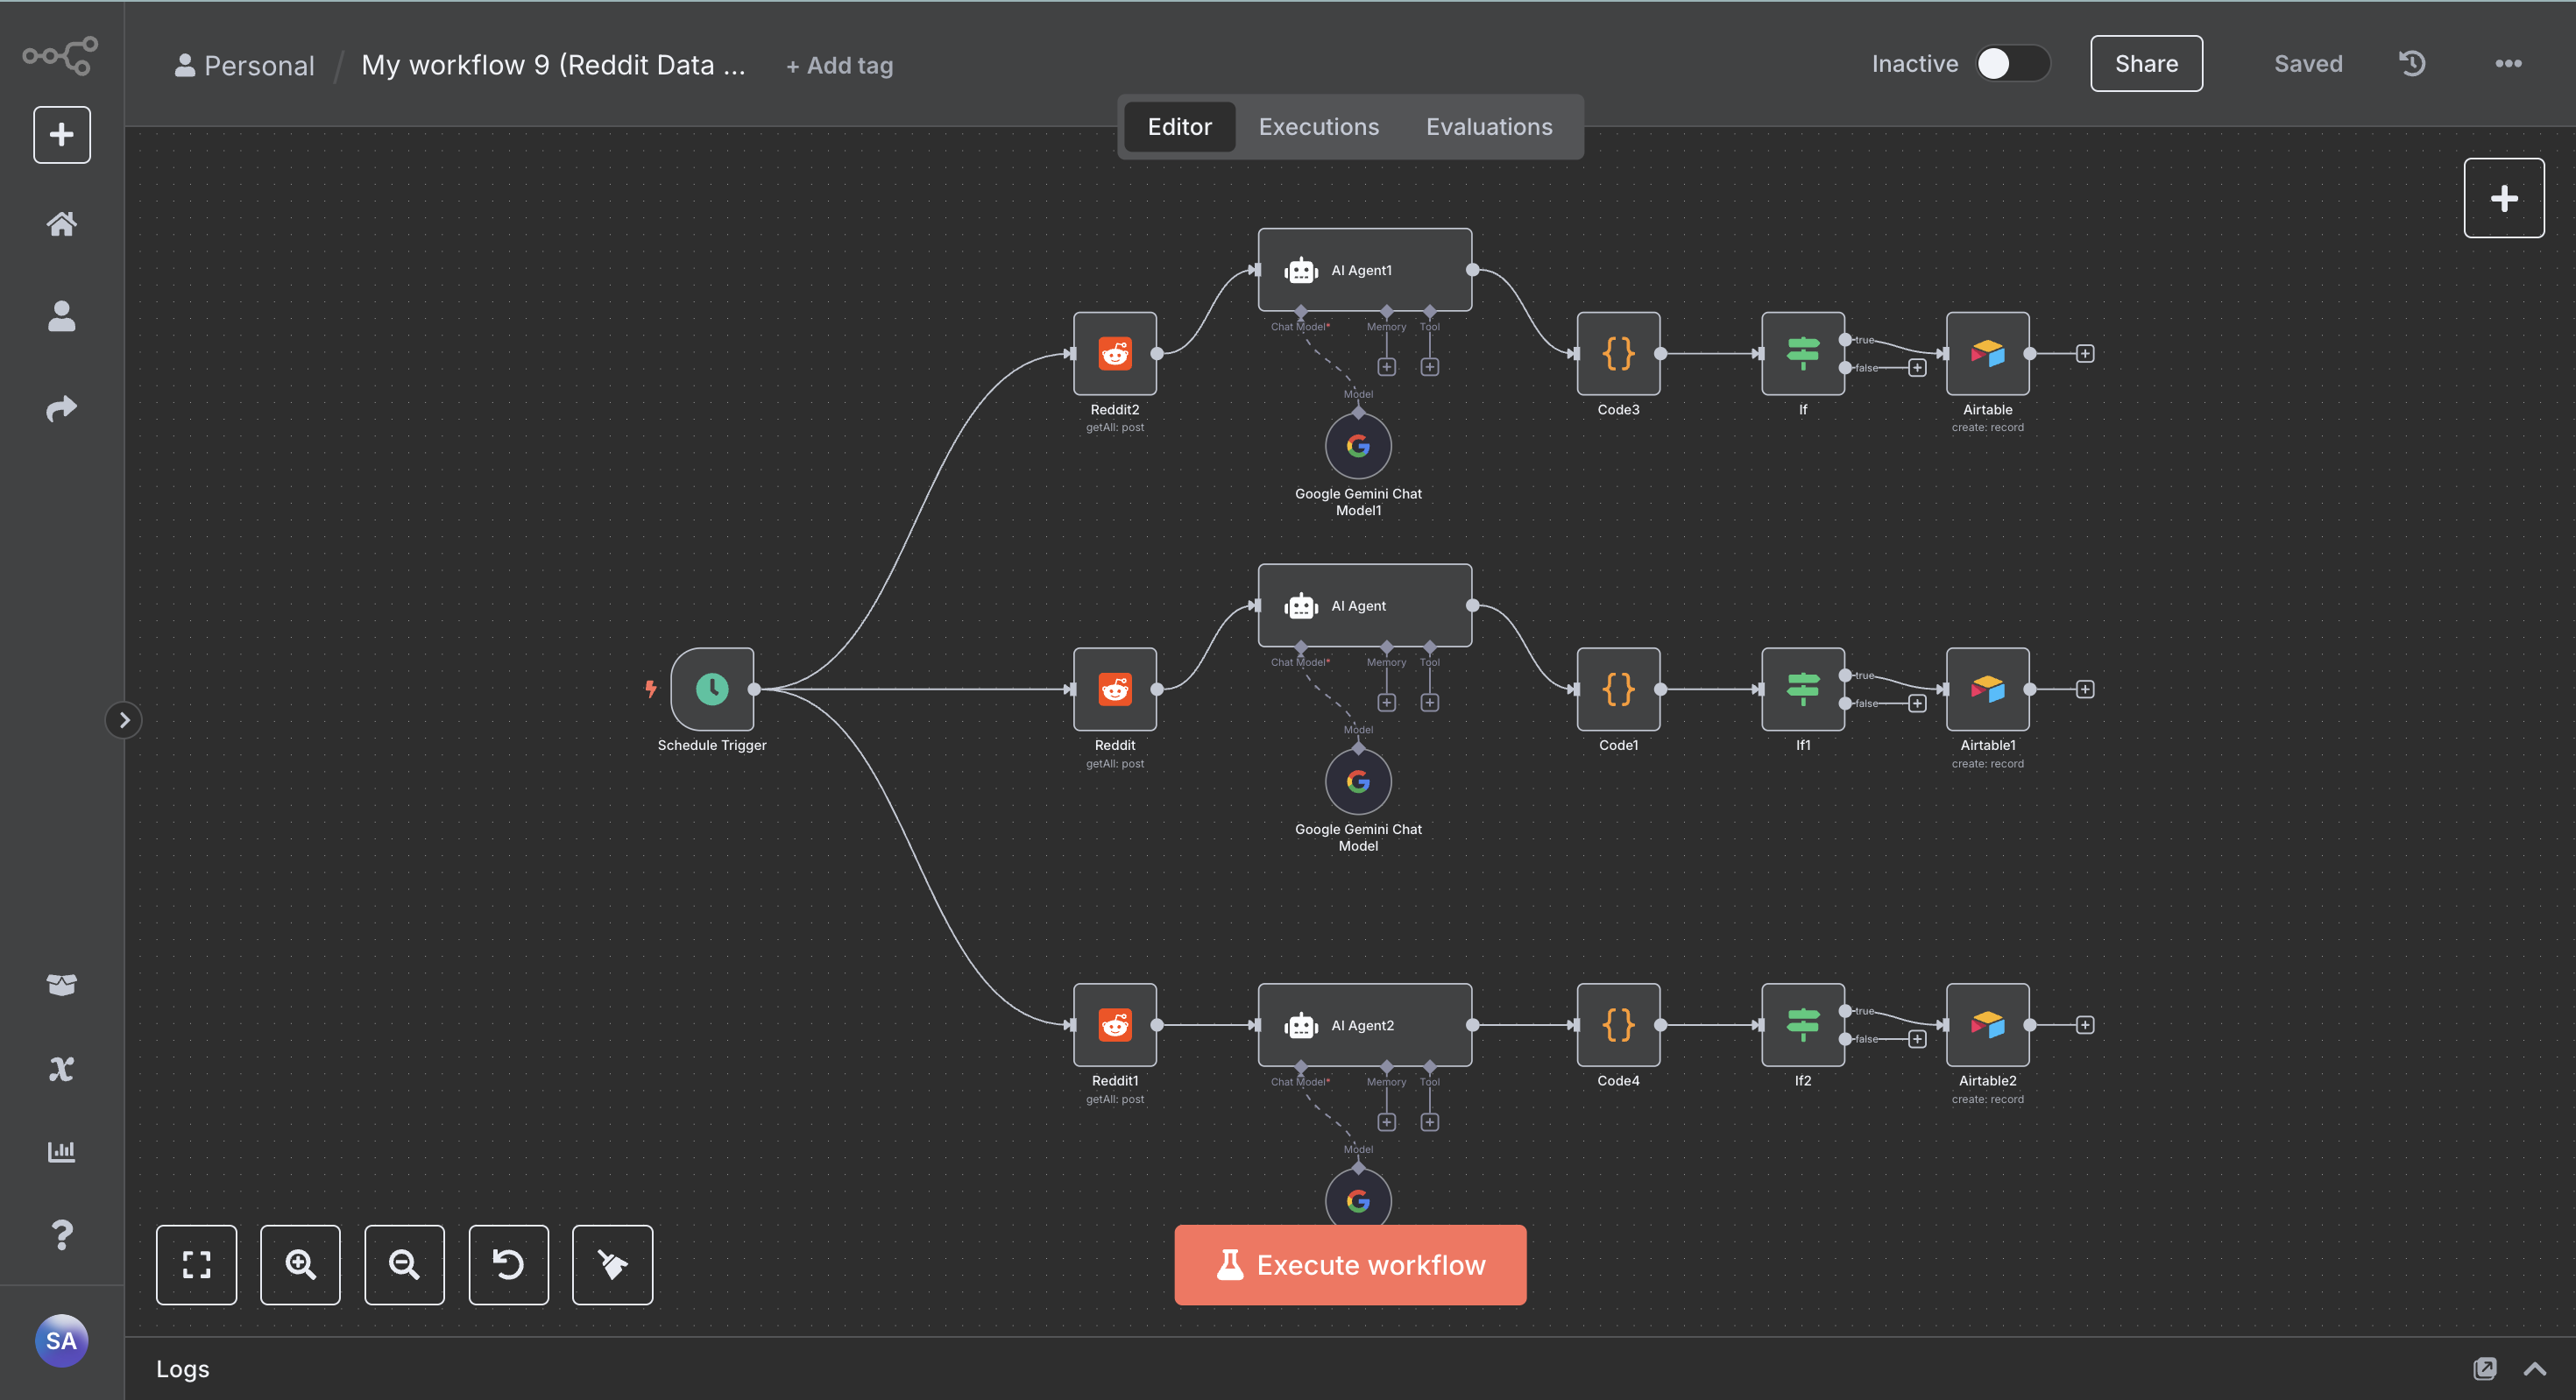 Personal / My workflow 9 (Reddit Data ... + Add tag
Inactive
Share
Saved
Editor Executions Evaluations
AI Agent1
Chat Model* Memory Tool
Reddit2
getAll: post
Model
Google Gemini Chat
Model1
Code3
true
false
If
Airtable
create: record
Schedule Trigger
AI Agent
Chat Model* Memory Tool
Reddit
getAll: post
Model
Google Gemini Chat
Model
Code1
true
false
If1
Airtable1
create: record
AI Agent2
Chat Model* Memory Tool
Reddit1
getAll: post
Model
Code4
true
false
If2
Airtable2
create: record
Execute workflow
SA
Logs